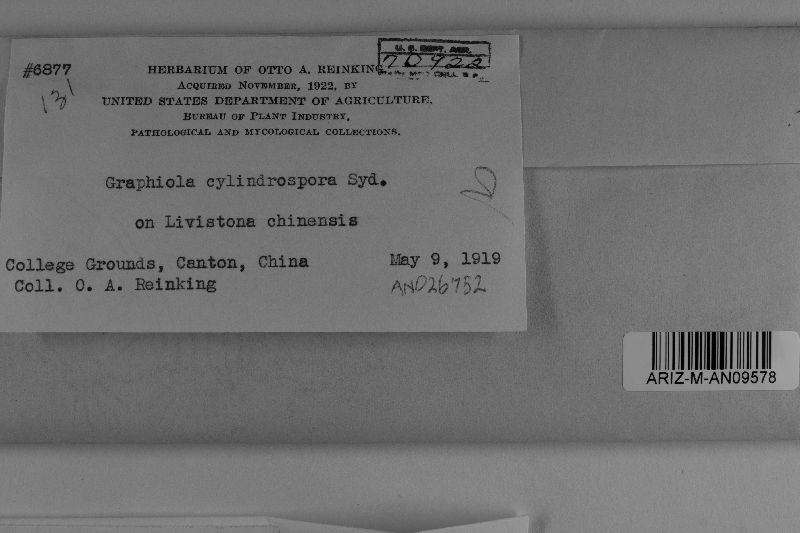 #6877
131
HERBARIUM OF OTTO A. REINKING
ACQUIRED NOVEMBER, 1922, BY
UNITED STATES DEPARTMENT OF AGRICULTURE.
BUREAU OF PLANT INDUSTRY,
PATHOLOGICAL AND MYCOLOGICAL COLLECTIONS.
U. S. DEPT. AGR.
70922
Graphiola cylindrospora Syd.
on Livistona chinensis
College Grounds, Canton, China
May 9, 1919
Coll. O. A. Reinking
AN026752
ARIZ-M-AN09578